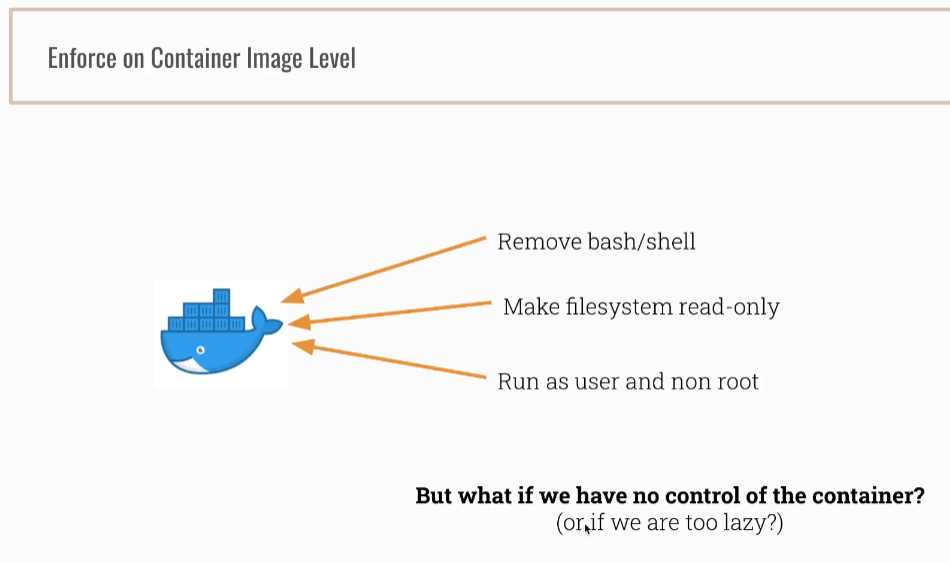 Enforce on Container Image Level
Remove bash/shell
Make filesystem read-only
Run as user and non root
But what if we have no control of the container?
(or if we are too lazy?)